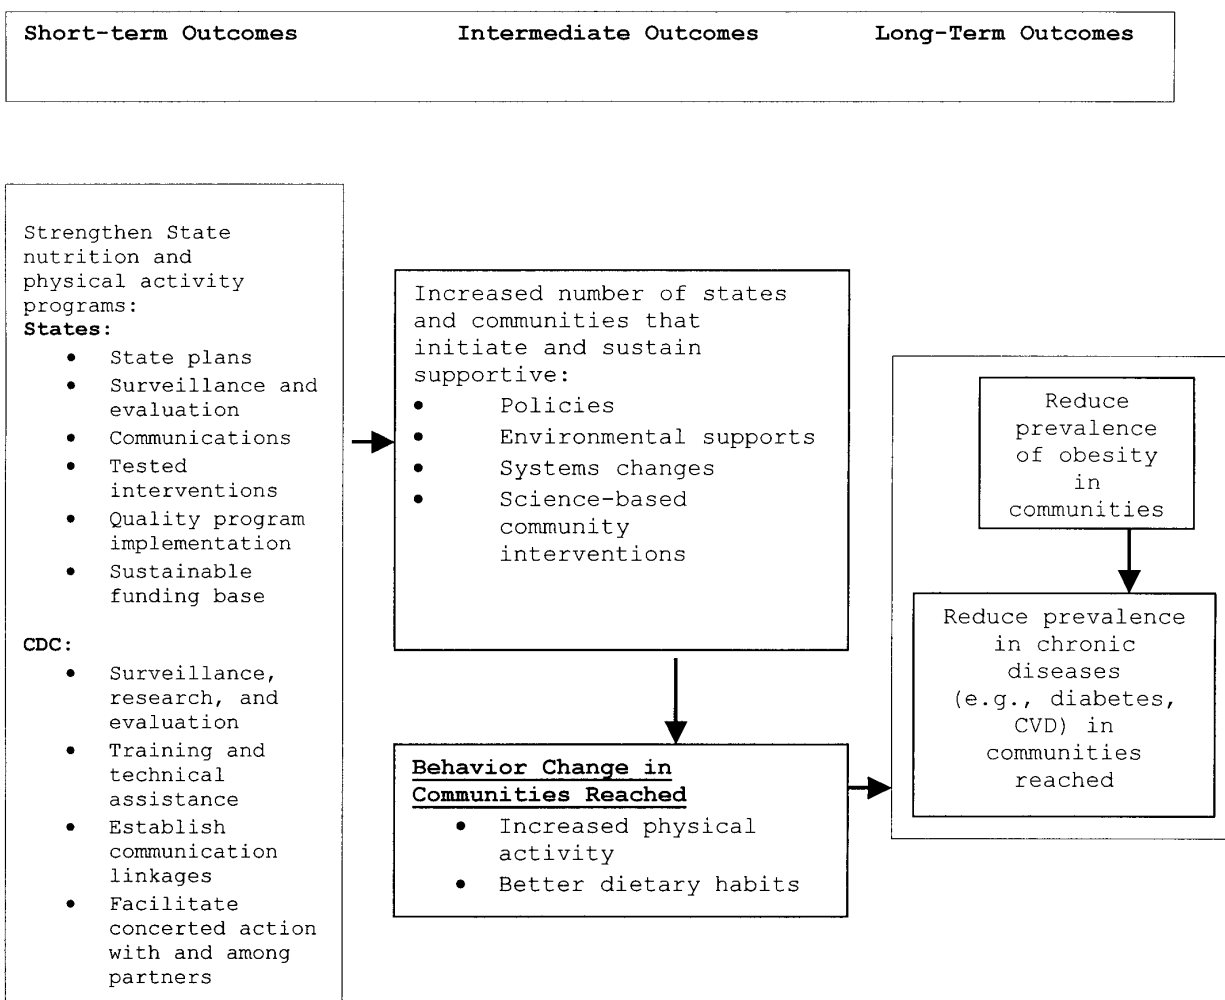 Short-term Outcomes Intermediate Outcomes Long-Term Outcomes
Strengthen State
nutrition and
physical activity
programs:
States:
• State plans
• Surveillance and
evaluation
• Communications
• Tested
interventions
• Quality program
implementation
• Sustainable
funding base
CDC:
• Surveillance,
research, and
evaluation
• Training and
technical
assistance
• Establish
communication
linkages
• Facilitate
concerted action
with and among
partners
Increased number of states
and communities that
initiate and sustain
supportive:
• Policies
• Environmental supports
• Systems changes
• Science-based
community
interventions
Behavior Change in
Communities Reached
• Increased physical
activity
• Better dietary habits
Reduce
prevalence
of obesity
in
communities
Reduce prevalence
in chronic
diseases
(e.g., diabetes,
CVD) in
communities
reached